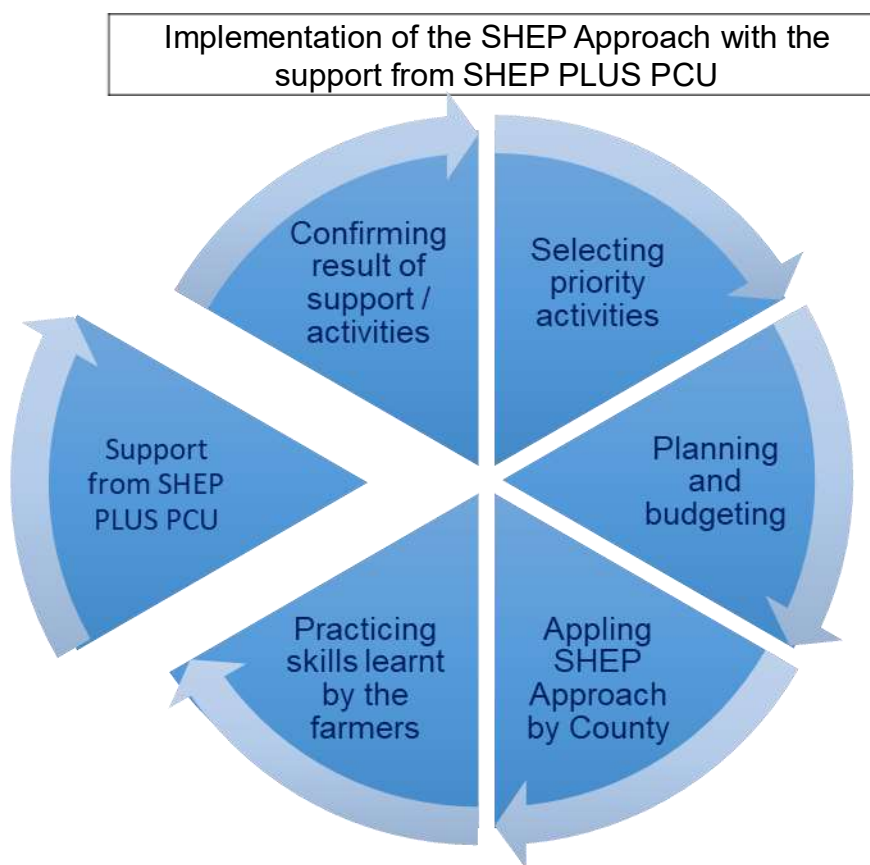 Implementation of the SHEP Approach with the
support from SHEP PLUS PCU
Confirming
result of
support /
activities
Selecting
priority
activities
Planning
and
budgeting
Appling
SHEP
Approach
by County
Practicing
skills learnt
by the
farmers
Support
from SHEP
PLUS PCU